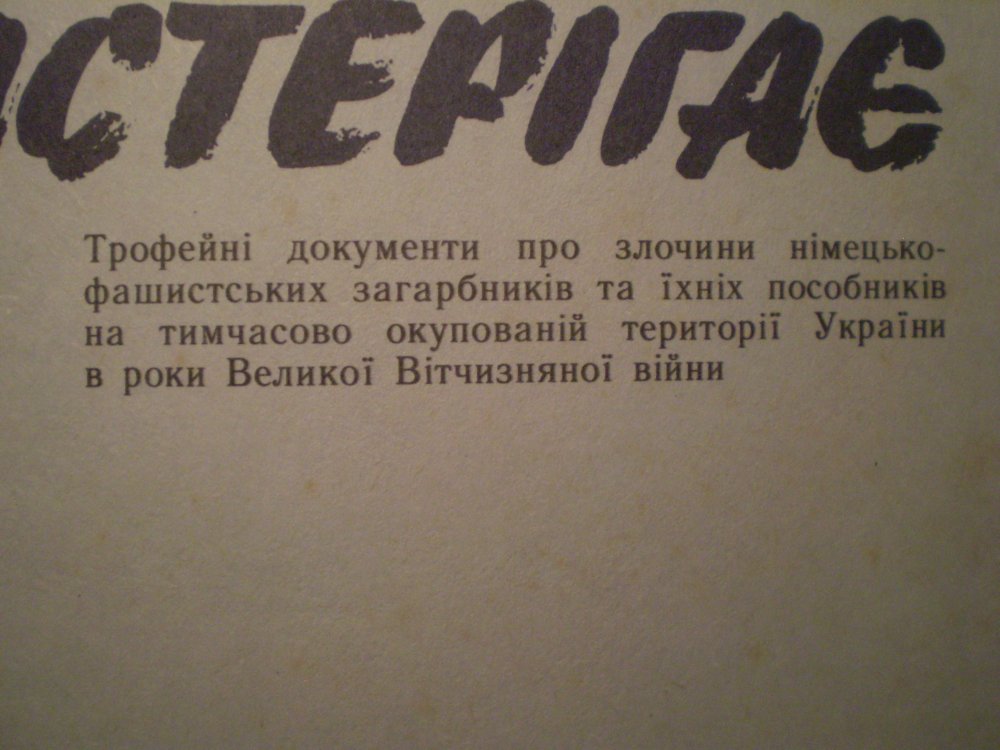 СТЕРІГАЄ
Трофейні документи про злочини німецько-
фашистських загарбників та їхніх пособників
на тимчасово окупованій території України
в роки Великої Вітчизняної війни